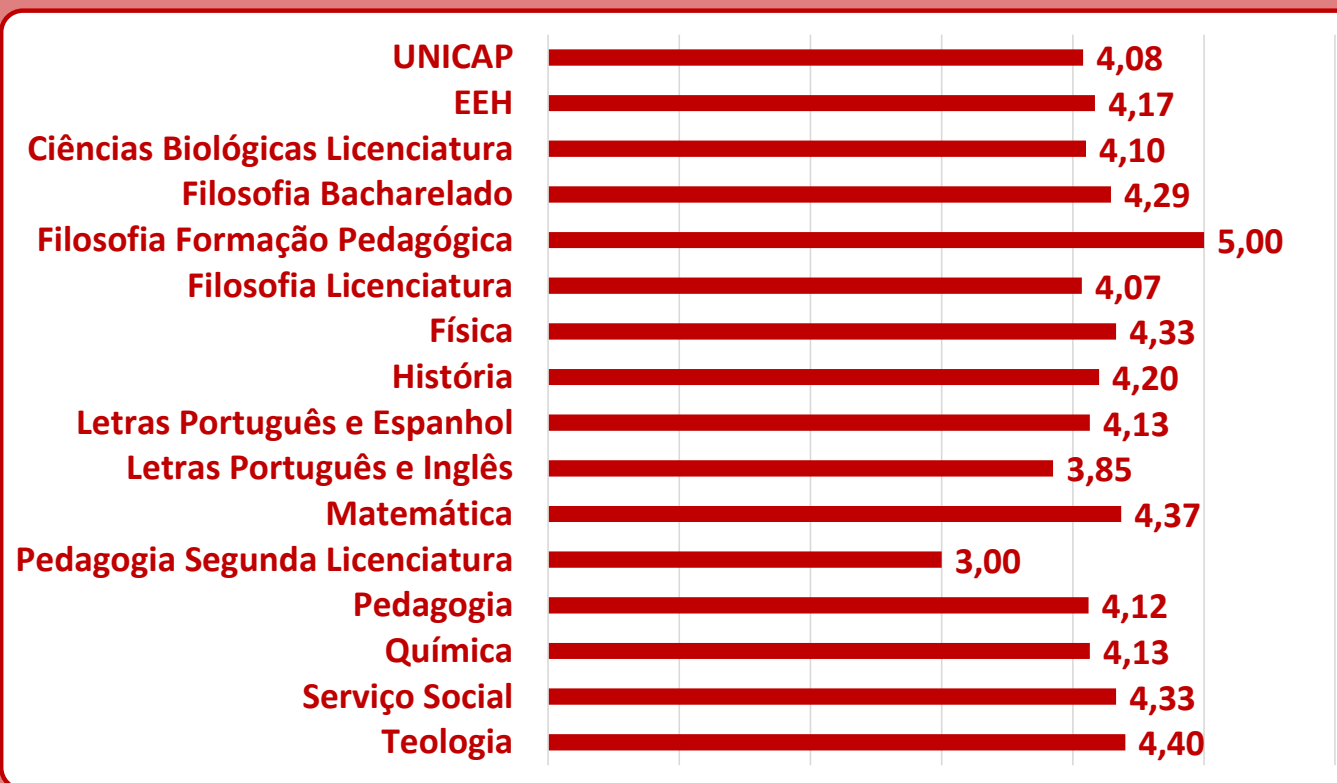 UNICAP 4,08
EEH 4,17
Ciências Biológicas Licenciatura 4,10
Filosofia Bacharelado 4,29
Filosofia Formação Pedagógica 5,00
Filosofia Licenciatura 4,07
Física 4,33
História 4,20
Letras Português e Espanhol 4,13
Letras Português e Inglês 3,85
Matemática 4,37
Pedagogia Segunda Licenciatura 3,00
Pedagogia 4,12
Química 4,13
Serviço Social 4,33
Teologia 4,40